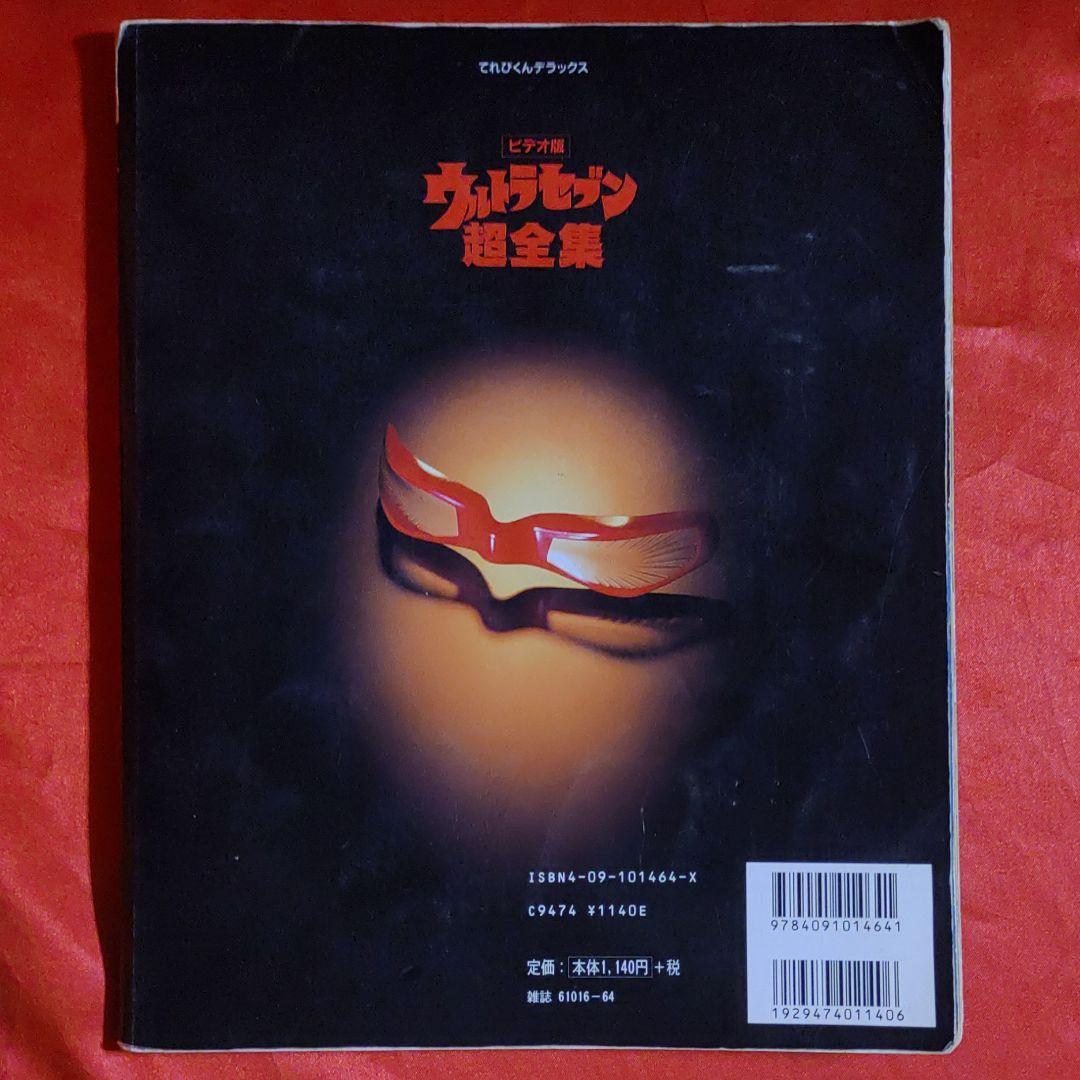 てれびくんデラックス
ビデオ版
ウルトラセブン
超全集
ISBN4-09-101464-X
C9474 ¥1140E
定価：本体1,140円+税
雑誌 61016-64
9784091014641
1929474011406